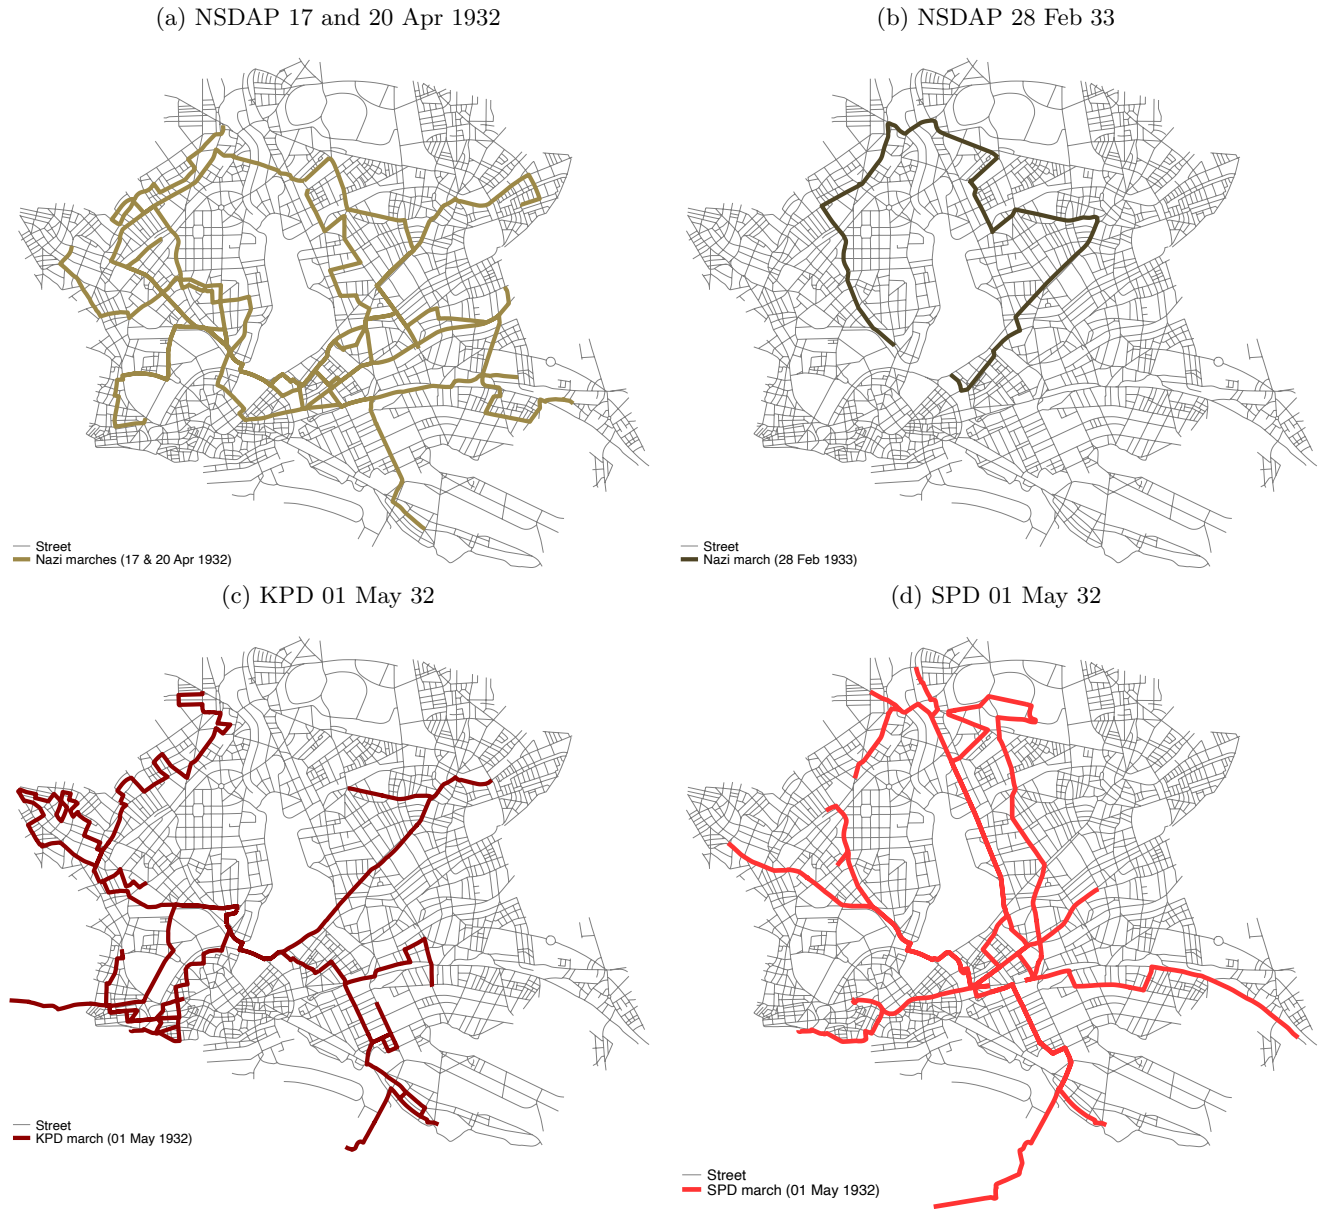 (a) NSDAP 17 and 20 Apr 1932
(b) NSDAP 28 Feb 33
Street
Nazi marches (17 & 20 Apr 1932)
Street
Nazi march (28 Feb 1933)
(c) KPD 01 May 32
(d) SPD 01 May 32
Street
KPD march (01 May 1932)
Street
SPD march (01 May 1932)